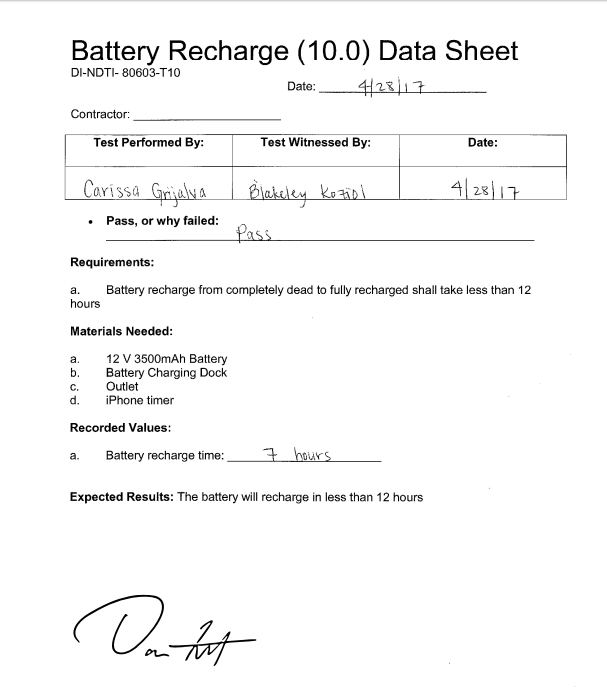 Battery Recharge (10.0) Data Sheet
DI-NDTI- 80603-T10
Date: 4/28/17
Contractor:
Test Performed By: Test Witnessed By: Date:
Carissa Grijalva Blakeley Koziol 4/28/17
• Pass, or why failed:
Pass
Requirements:
a. Battery recharge from completely dead to fully recharged shall take less than 12
hours
Materials Needed:
a. 12 V 3500mAh Battery
b. Battery Charging Dock
c. Outlet
d. iPhone timer
Recorded Values:
a. Battery recharge time: 7 hours
Expected Results: The battery will recharge in less than 12 hours